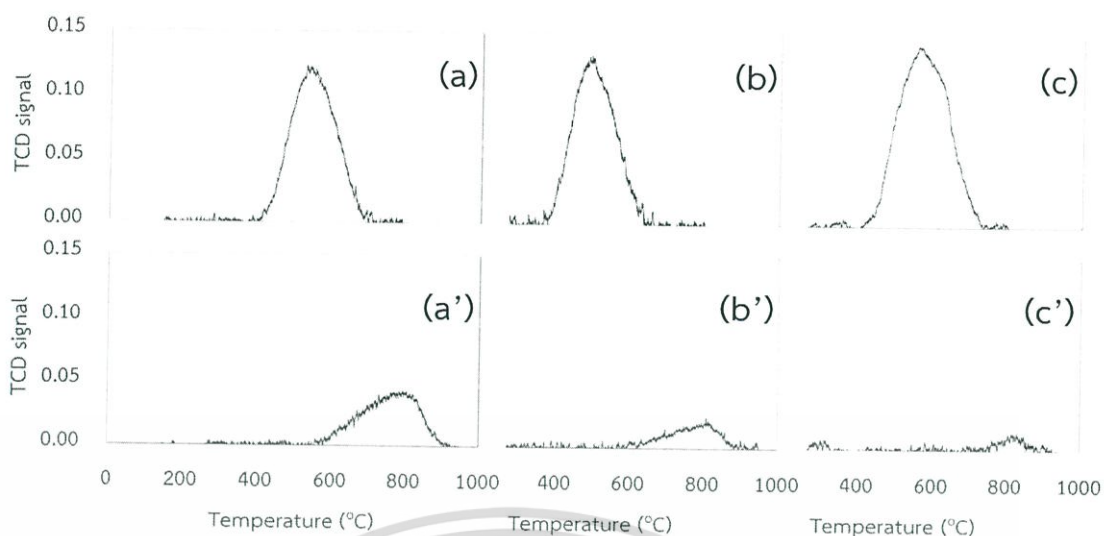 0.15
0.10
0.05
0.00
TCD signal
(a)
(b)
(c)
0.15
0.10
0.05
0.00
TCD signal
(a’)
(b’)
(c’)
0 200 400 600 800 1000 400 600 800 1000 400 600 800 1000
Temperature (°C) Temperature (°C) Temperature (°C)